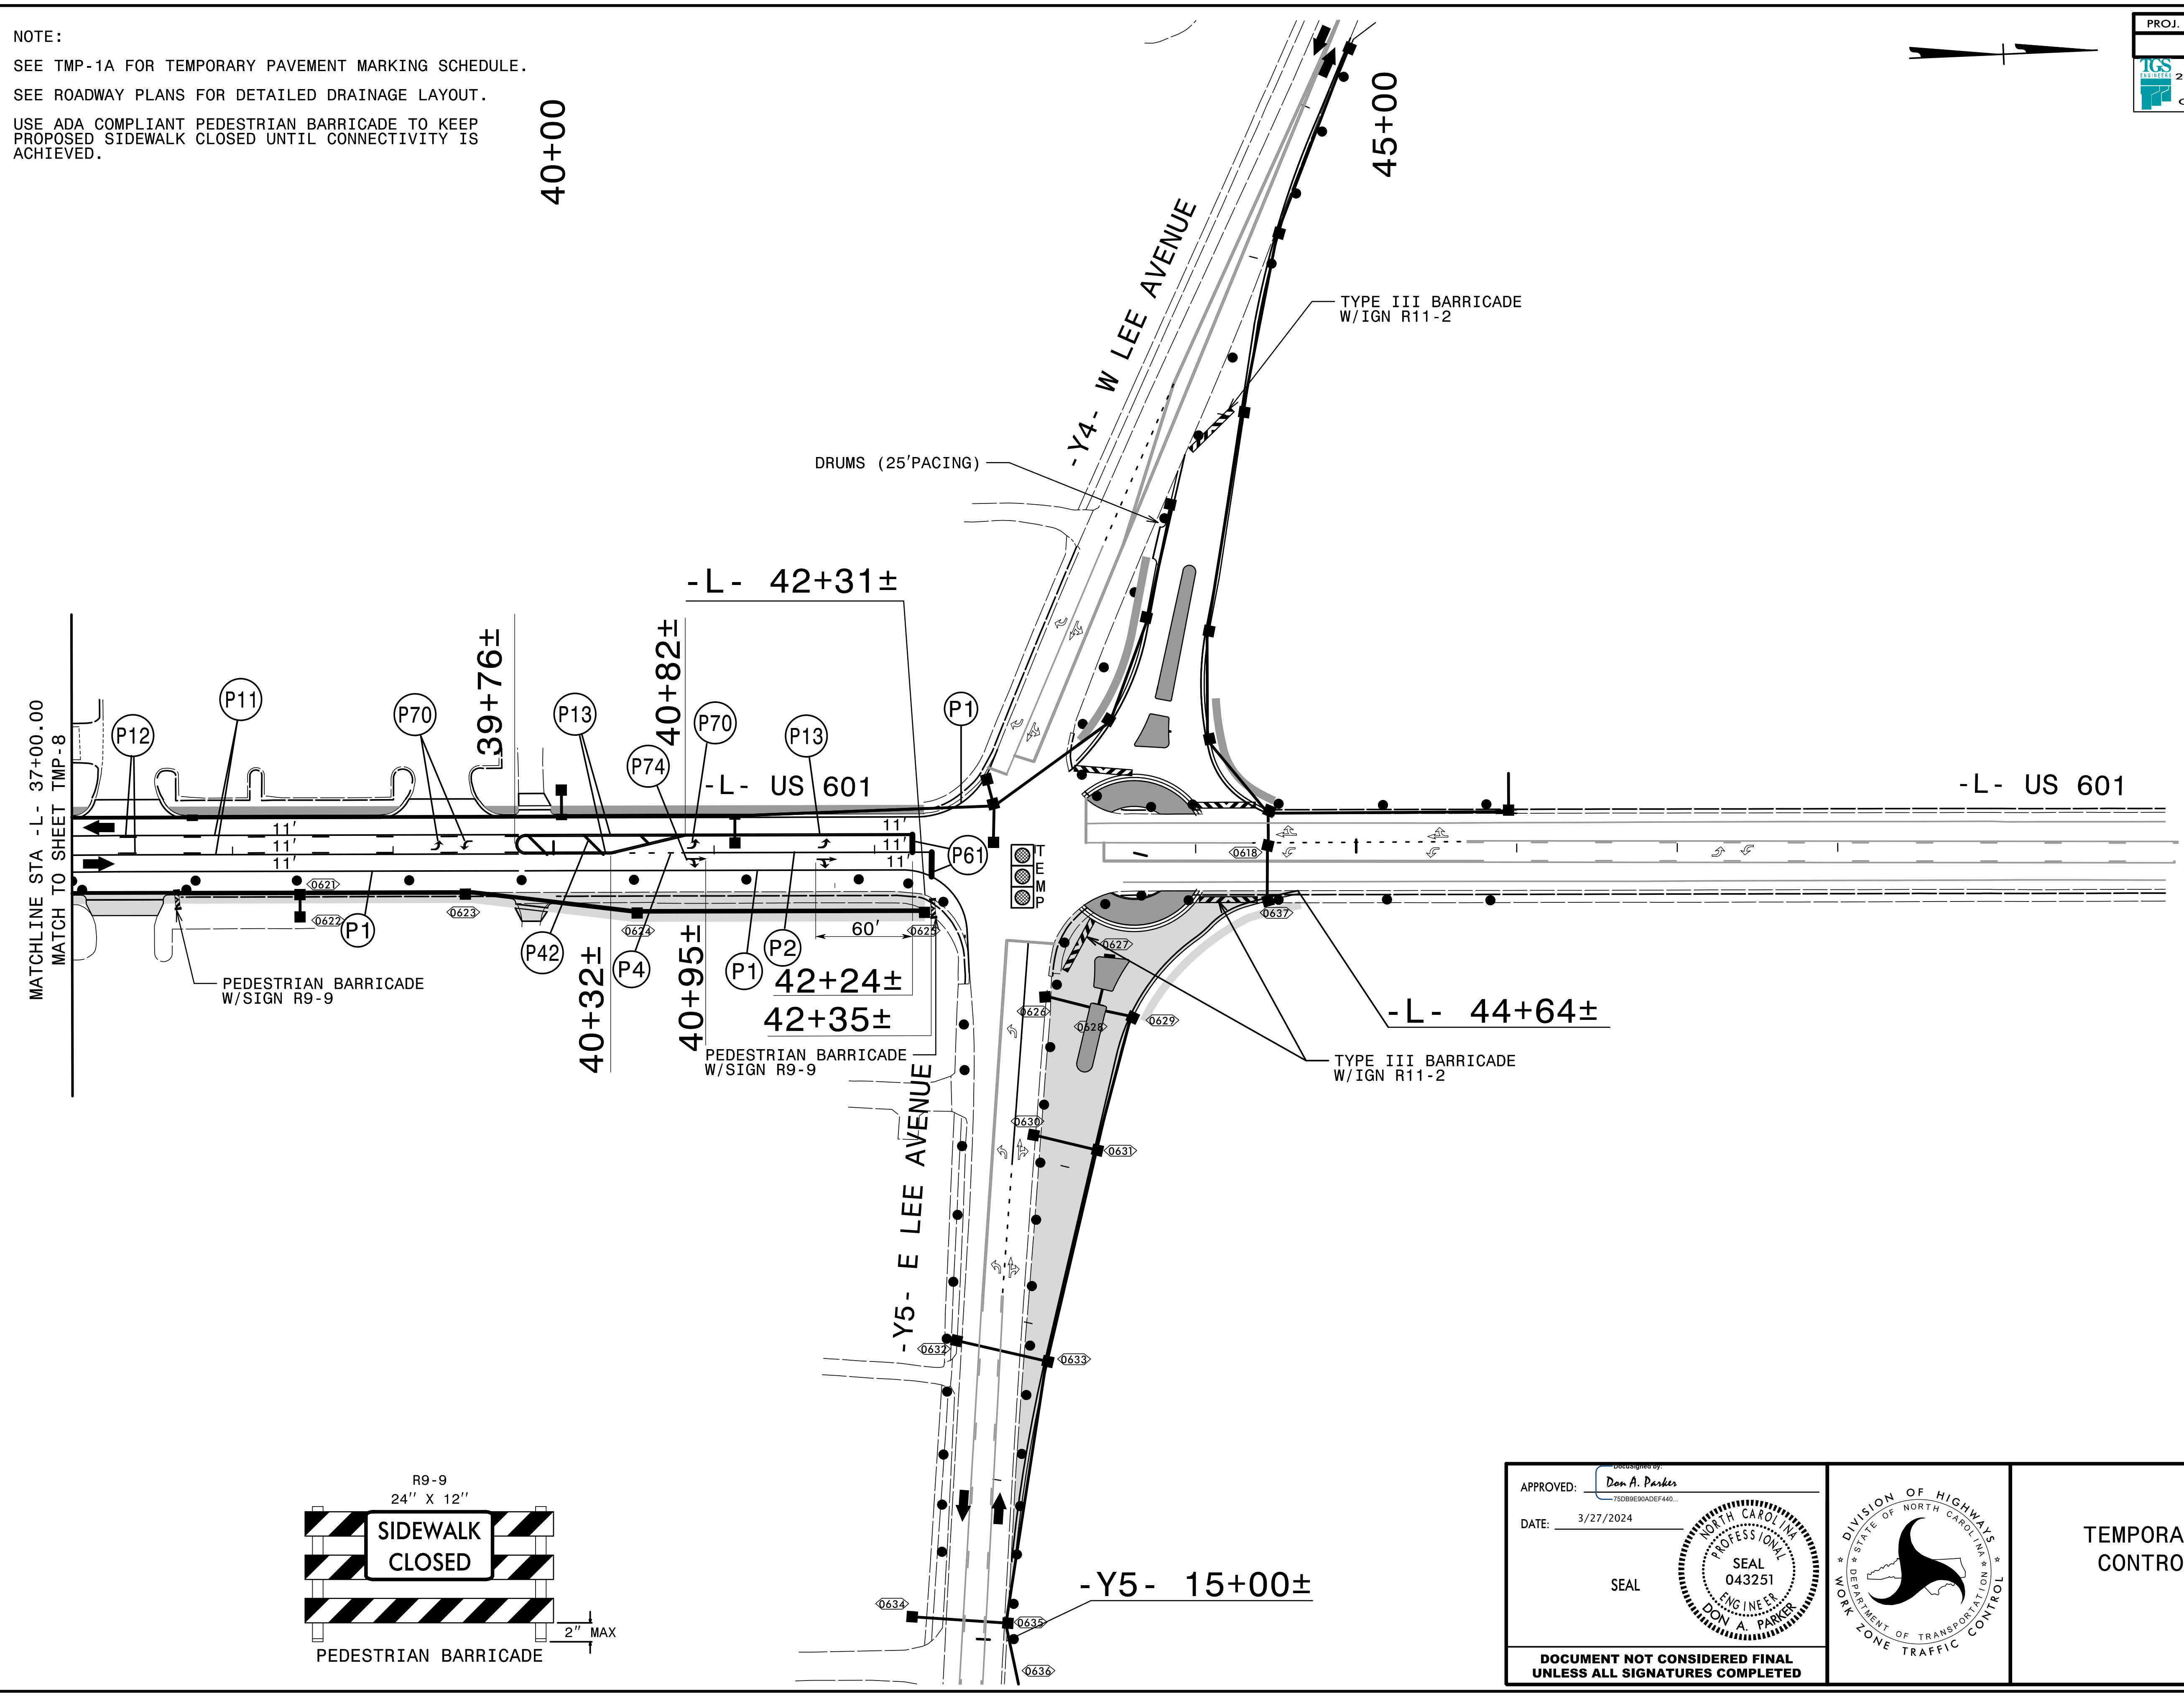 NOTE:
SEE TMP-1A FOR TEMPORARY PAVEMENT MARKING SCHEDULE.
SEE ROADWAY PLANS FOR DETAILED DRAINAGE LAYOUT.
USE ADA COMPLIANT PEDESTRIAN BARRICADE TO KEEP
PROPOSED SIDEWALK CLOSED UNTIL CONNECTIVITY IS
ACHIEVED.
40+00
45+00
PROJ.
TGS
ENGINEERS
2
-Y4- W LEE AVENUE
TYPE III BARRICADE
W/IGN R11-2
DRUMS (25'PACING)
-L- 42+31±
39+76±
40+82±
P12
P11
P70
P13
P74
P70
P13
P1
-L- US 601
-L- US 601
MATCHLINE STA -L- 37+00.00
MATCH TO SHEET TMP-8
11'
11'
11'
11'
11'
11'
P61
TEMP
0618
0621
0622
0623
0624
0625
0637
P1
P42
P4
P1
P2
60'
0627
PEDESTRIAN BARRICADE
W/SIGN R9-9
40+32±
40+95±
42+24±
42+35±
0626
0628
0629
-L- 44+64±
PEDESTRIAN BARRICADE
W/SIGN R9-9
TYPE III BARRICADE
W/IGN R11-2
-Y5- E LEE AVENUE
0630
0631
0632
0633
0634
0635
0636
-Y5- 15+00±
R9-9
24" X 12"
SIDEWALK
CLOSED
2" MAX
PEDESTRIAN BARRICADE
DocuSigned by:
APPROVED: Don A. Parker
75DB9E90ADEF440...
DATE: 3/27/2024
SEAL
NORTH CAROLINA
PROFESSIONAL
SEAL
043251
ENGINEER
DON A. PARKER
DOCUMENT NOT CONSIDERED FINAL
UNLESS ALL SIGNATURES COMPLETED
DIVISION OF HIGHWAYS
STATE OF NORTH CAROLINA
DEPARTMENT OF TRANSPORTATION
WORK ZONE TRAFFIC CONTROL
TEMPORA
CONTRO